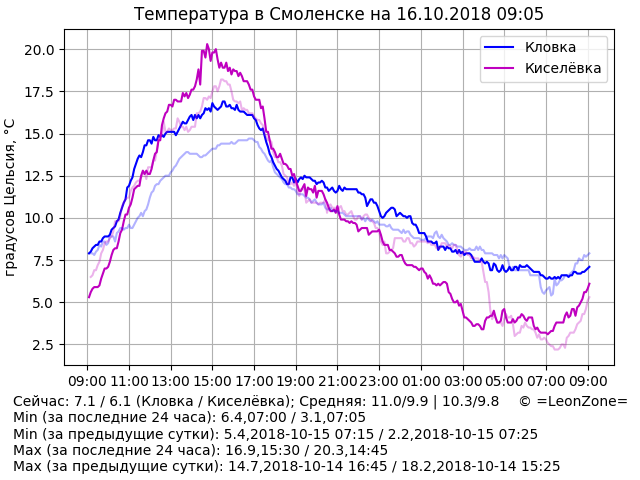 Температура в Смоленске на 16.10.2018 09:05
Кловка
Киселёвка
градусов Цельсия, °C
20.0
17.5
15.0
12.5
10.0
7.5
5.0
2.5
09:00 11:00 13:00 15:00 17:00 19:00 21:00 23:00 01:00 03:00 05:00 07:00 09:00
Сейчас: 7.1 / 6.1 (Кловка / Киселёвка); Средняя: 11.0/9.9 | 10.3/9.8 © =LeonZone=
Min (за последние 24 часа): 6.4,07:00 / 3.1,07:05
Min (за предыдущие сутки): 5.4,2018-10-15 07:15 / 2.2,2018-10-15 07:25
Max (за последние 24 часа): 16.9,15:30 / 20.3,14:45
Max (за предыдущие сутки): 14.7,2018-10-14 16:45 / 18.2,2018-10-14 15:25